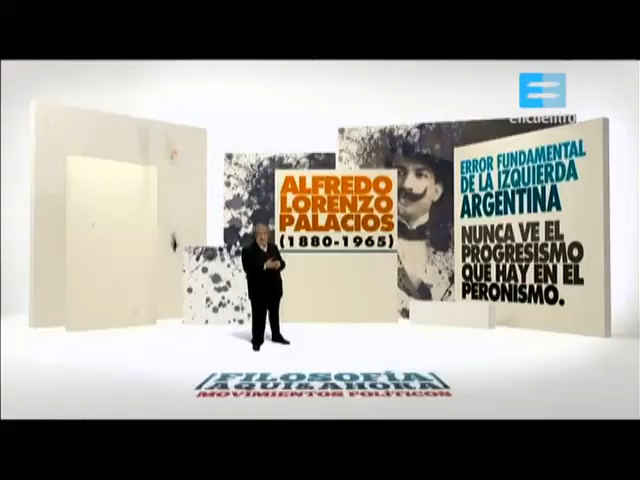 encuentro
ALFREDO
LORENZO
PALACIOS
(1880-1965)
ERROR FUNDAMENTAL
DE LA IZQUIERDA
ARGENTINA
NUNCA VE EL
PROGRESISMO
QUE HAY EN EL
PERONISMO.
FILOSOFÍA
AQUÍ&AHORA
MOVIMIENTOS POLÍTICOS